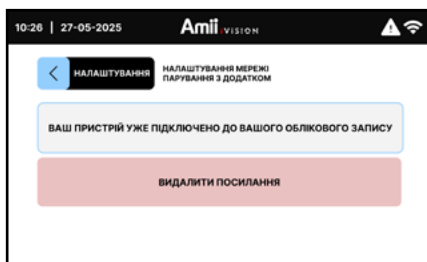 10:26 | 27-05-2025
Amii.VISION
НАЛАШТУВАННЯ
НАЛАШТУВАННЯ МЕРЕЖІ
ПАРУВАННЯ З ДОДАТКОМ
ВАШ ПРИСТРІЙ УЖЕ ПІДКЛЮЧЕНО ДО ВАШОГО ОБЛІКОВОГО ЗАПИСУ
ВИДАЛИТИ ПОСИЛАННЯ